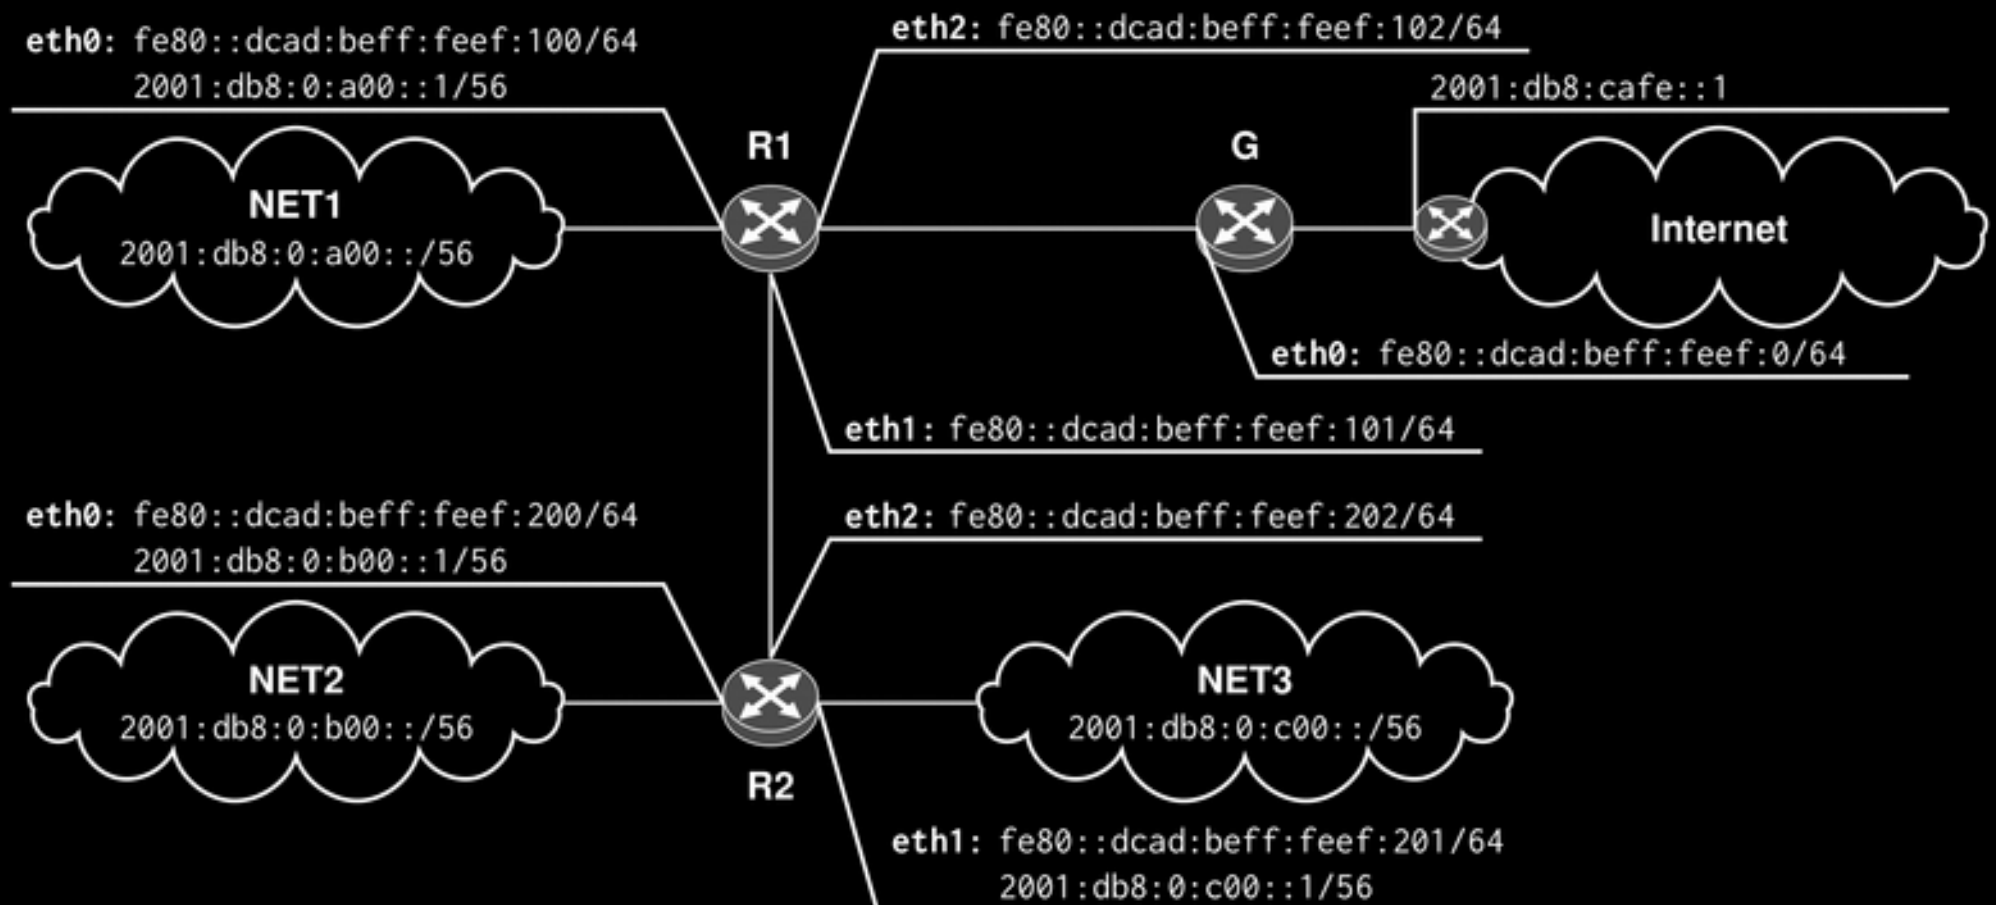 eth0: fe80::dcad:beff:feef:100/64
2001:db8:0:a00::1/56
eth2: fe80::dcad:beff:feef:102/64
2001:db8:cafe::1
R1
G
NET1
2001:db8:0:a00::/56
Internet
eth0: fe80::dcad:beff:feef:0/64
eth1: fe80::dcad:beff:feef:101/64
eth0: fe80::dcad:beff:feef:200/64
2001:db8:0:b00::1/56
eth2: fe80::dcad:beff:feef:202/64
NET2
2001:db8:0:b00::/56
NET3
2001:db8:0:c00::/56
R2
eth1: fe80::dcad:beff:feef:201/64
2001:db8:0:c00::1/56